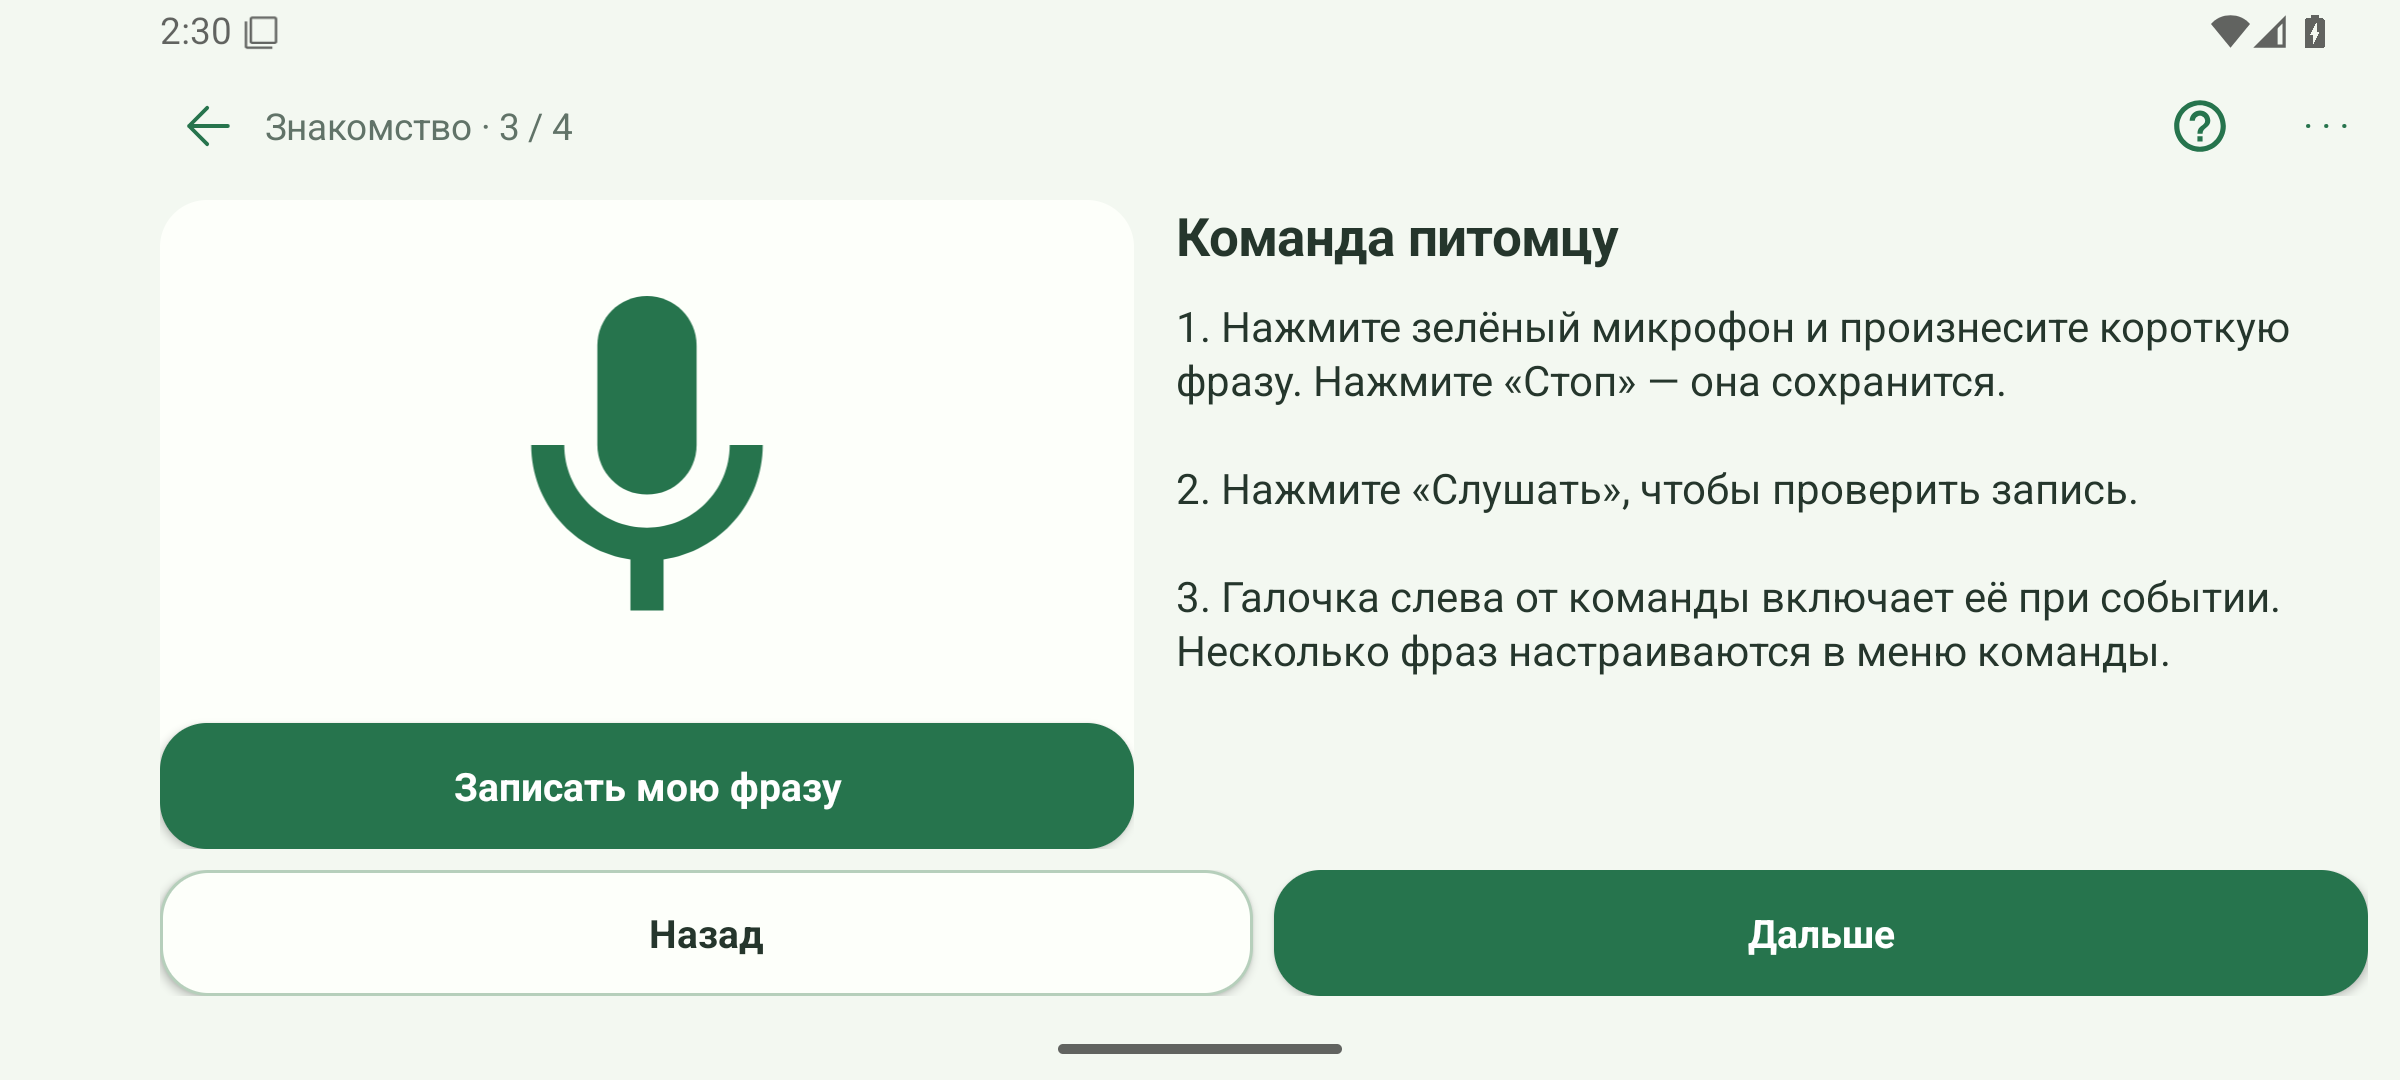 2:30
Знакомство · 3 / 4
Команда питомцу
1. Нажмите зелёный микрофон и произнесите короткую
фразу. Нажмите «Стоп» — она сохранится.
2. Нажмите «Слушать», чтобы проверить запись.
3. Галочка слева от команды включает её при событии.
Несколько фраз настраиваются в меню команды.
Записать мою фразу
Назад
Дальше